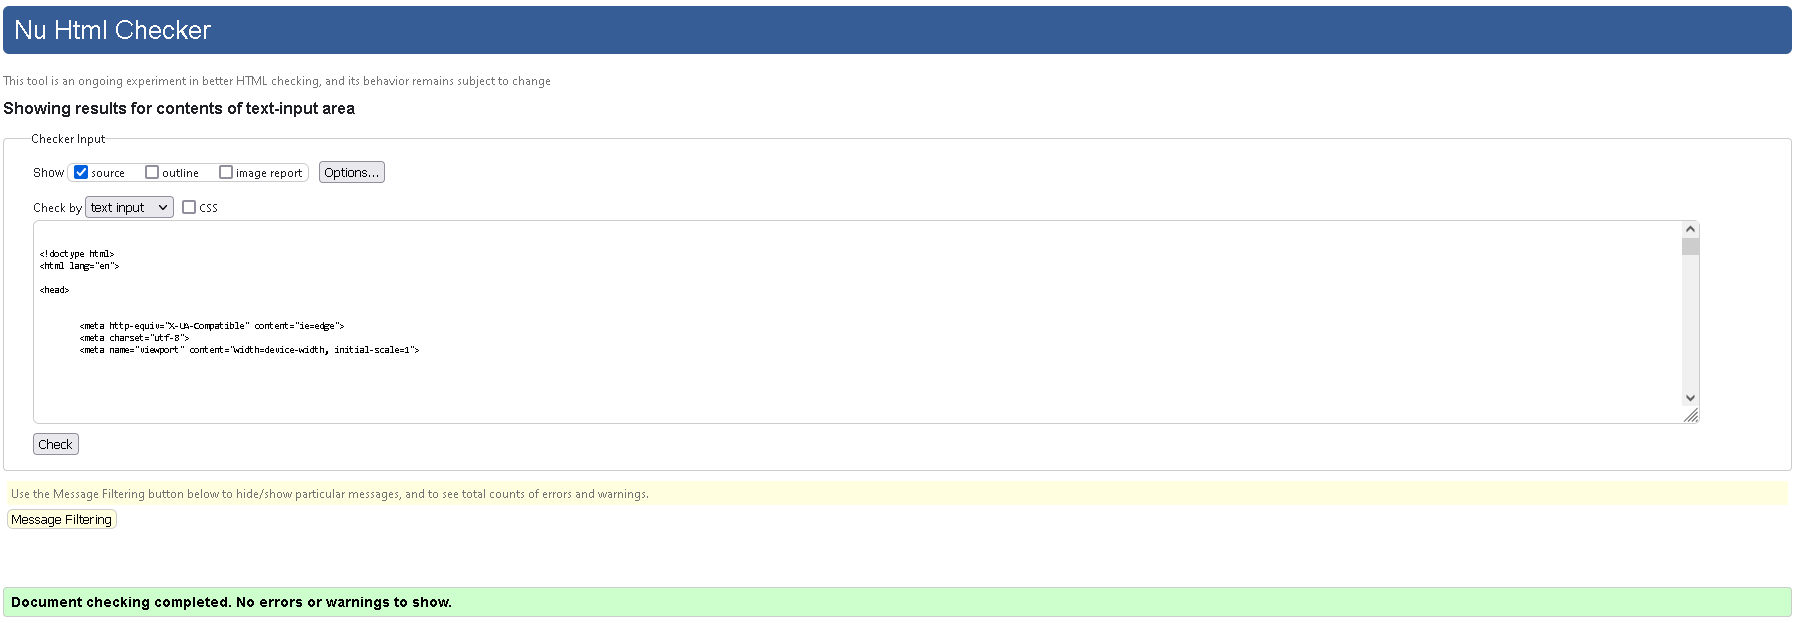 Nu Html Checker
This tool is an ongoing experiment in better HTML checking, and its behavior remains subject to change
Showing results for contents of text-input area
Checker Input
Show source outline image report Options...
Check by text input CSS
<!doctype html>
<html lang="en">
<head>
<meta http-equiv="X-UA-Compatible" content="ie=edge">
<meta charset="utf-8">
<meta name="viewport" content="width=device-width, initial-scale=1">
Check
Use the Message Filtering button below to hide/show particular messages, and to see total counts of errors and warnings.
Message Filtering
Document checking completed. No errors or warnings to show.